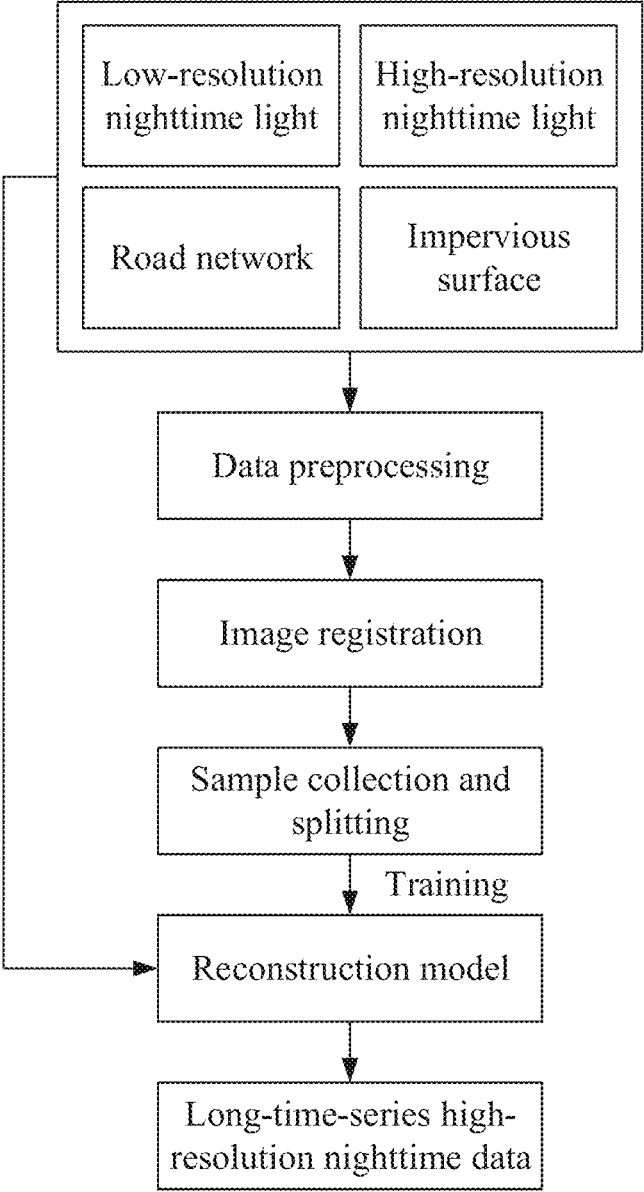 Low-resolution
nighttime light
High-resolution
nighttime light
Road network
Impervious
surface
Data preprocessing
Image registration
Sample collection and
splitting
Training
Reconstruction model
Long-time-series high-
resolution nighttime data